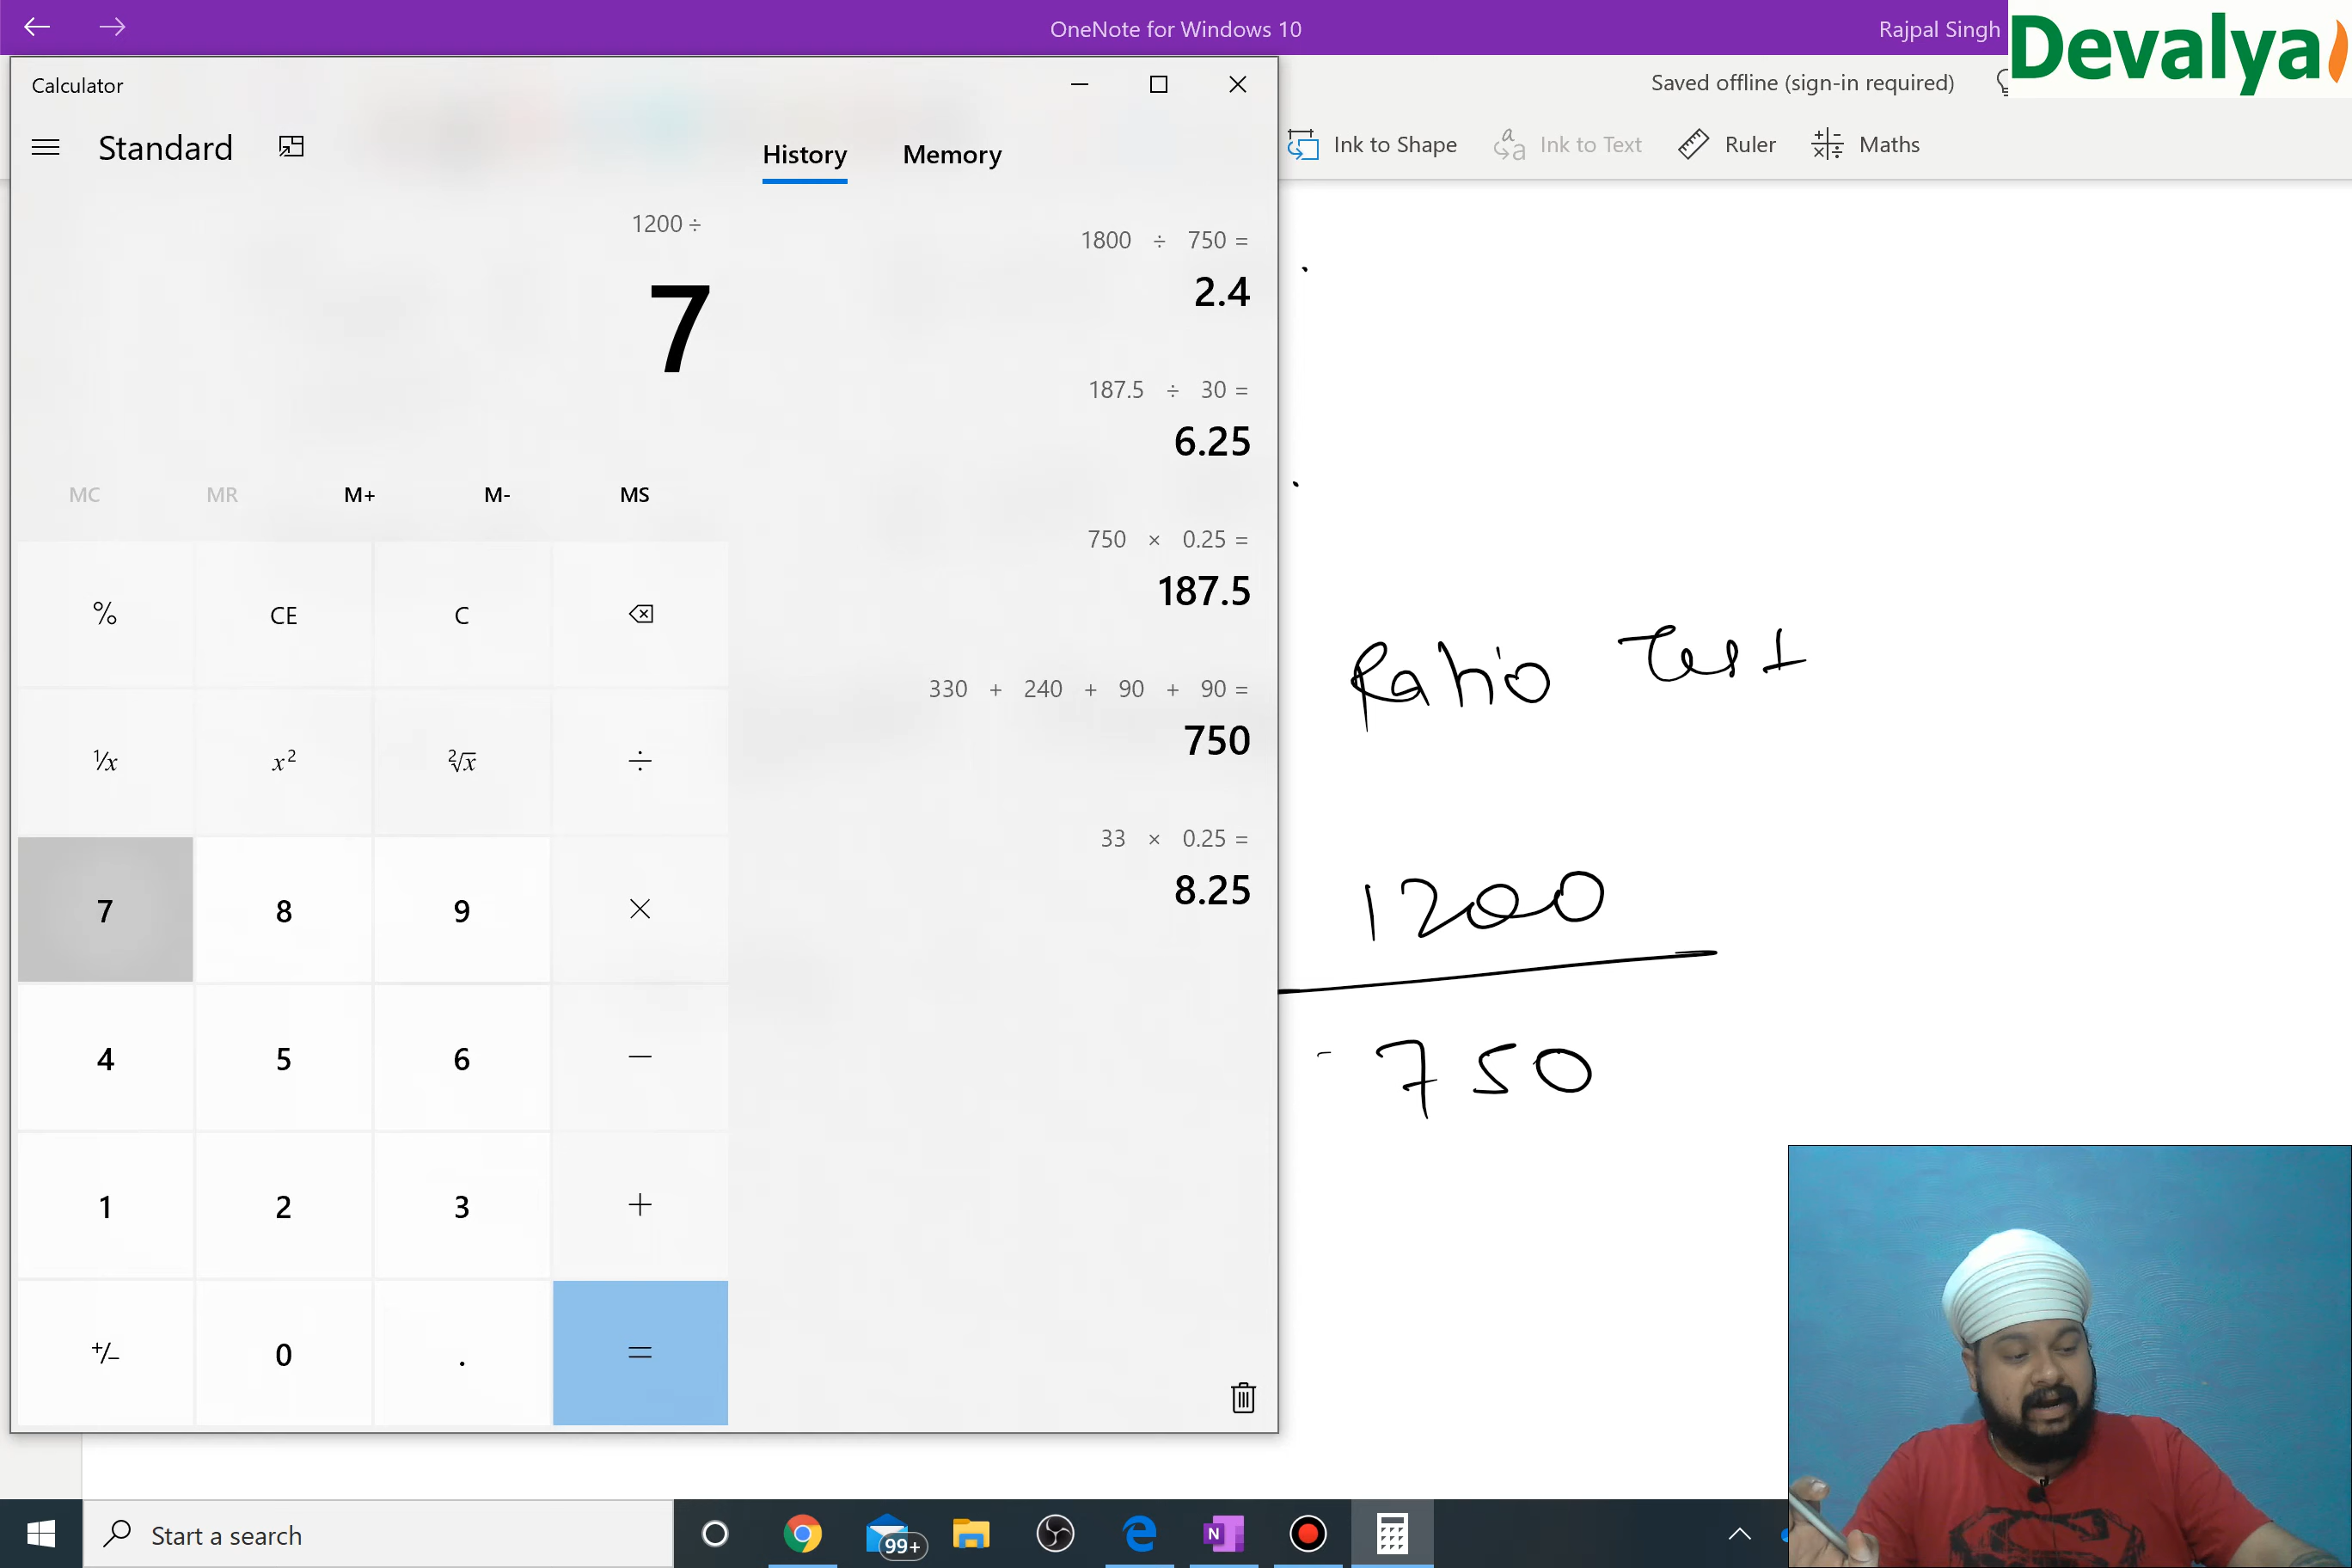 OneNote for Windows 10
Rajpal Singh
Devalya
Saved offline (sign-in required)
Calculator
Standard
History
Memory
Ink to Shape
Ink to Text
Ruler
Maths
1200 ÷
7
1800 ÷ 750 =
2.4
187.5 ÷ 30 =
6.25
750 × 0.25 =
187.5
330 + 240 + 90 + 90 =
750
33 × 0.25 =
8.25
MC MR M+ M- MS
% CE C
¹/x x² ²√x ÷
7 8 9 ×
4 5 6 −
1 2 3 +
+/− 0 . =
Ratio Test
1200
750
Start a search
99+
N